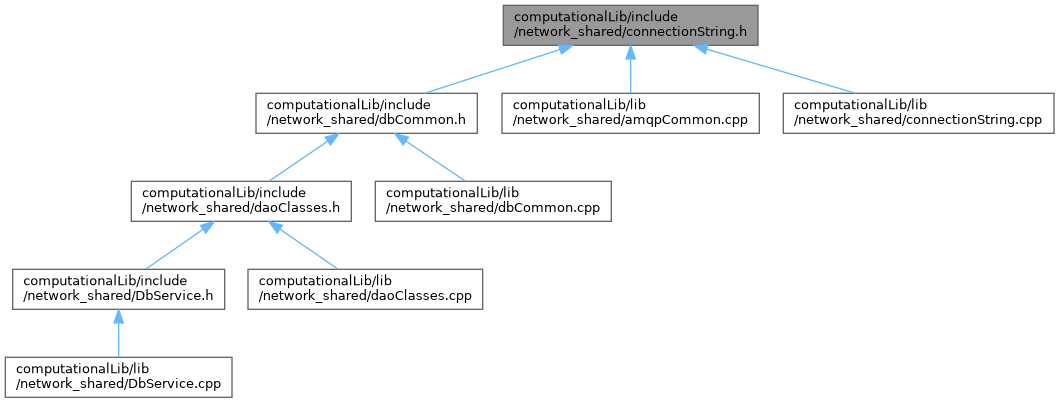 computationalLib/include
/network_shared/connectionString.h
computationalLib/include
/network_shared/dbCommon.h
computationalLib/lib
/network_shared/amqpCommon.cpp
computationalLib/lib
/network_shared/connectionString.cpp
computationalLib/include
/network_shared/daoClasses.h
computationalLib/lib
/network_shared/dbCommon.cpp
computationalLib/include
/network_shared/DbService.h
computationalLib/lib
/network_shared/daoClasses.cpp
computationalLib/lib
/network_shared/DbService.cpp